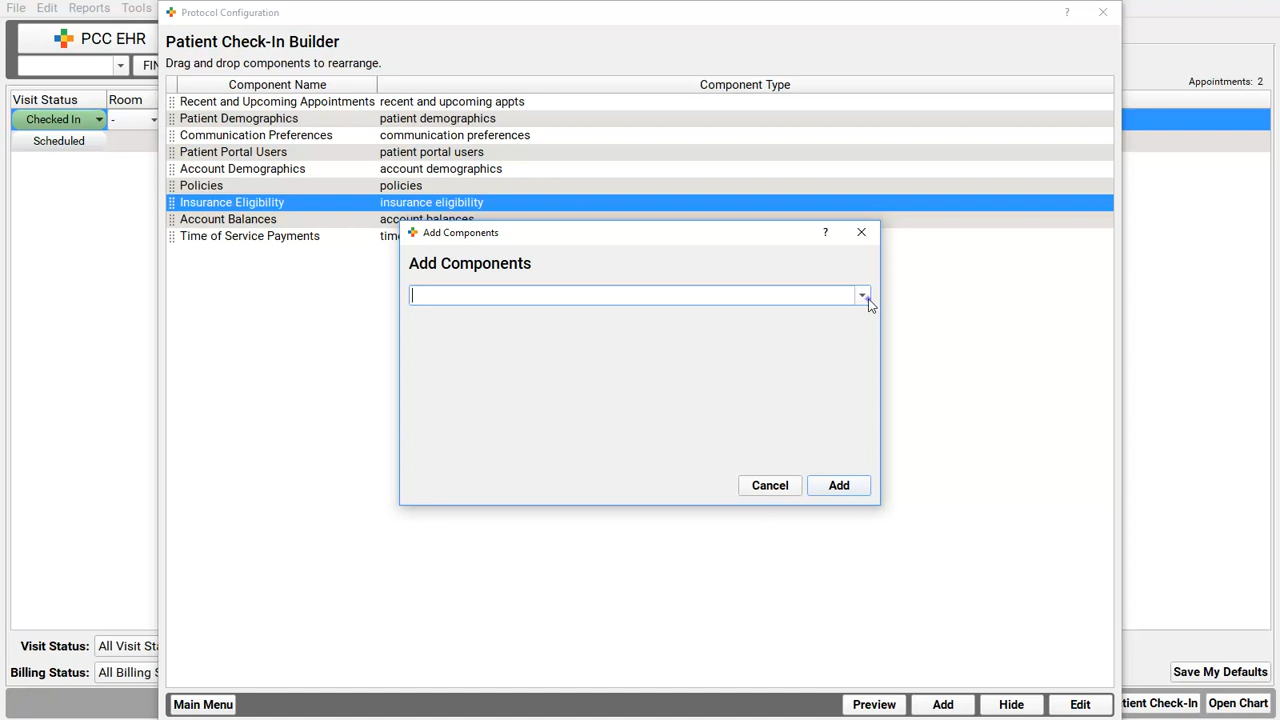 File Edit Reports Tools
Protocol Configuration
?
PCC EHR
Patient Check-In Builder
Drag and drop components to rearrange.
Appointments: 2
Visit Status Room
Component Name Component Type
Recent and Upcoming Appointments recent and upcoming appts
Checked In -
Patient Demographics patient demographics
Communication Preferences communication preferences
Scheduled
Patient Portal Users patient portal users
Account Demographics account demographics
Policies policies
Insurance Eligibility insurance eligibility
Account Balances account balances
Time of Service Payments
Add Components
?
Add Components
Cancel Add
Visit Status: All Visit
Billing Status: All Billing
Save My Defaults
Main Menu Preview Add Hide Edit
Check-In Open Chart